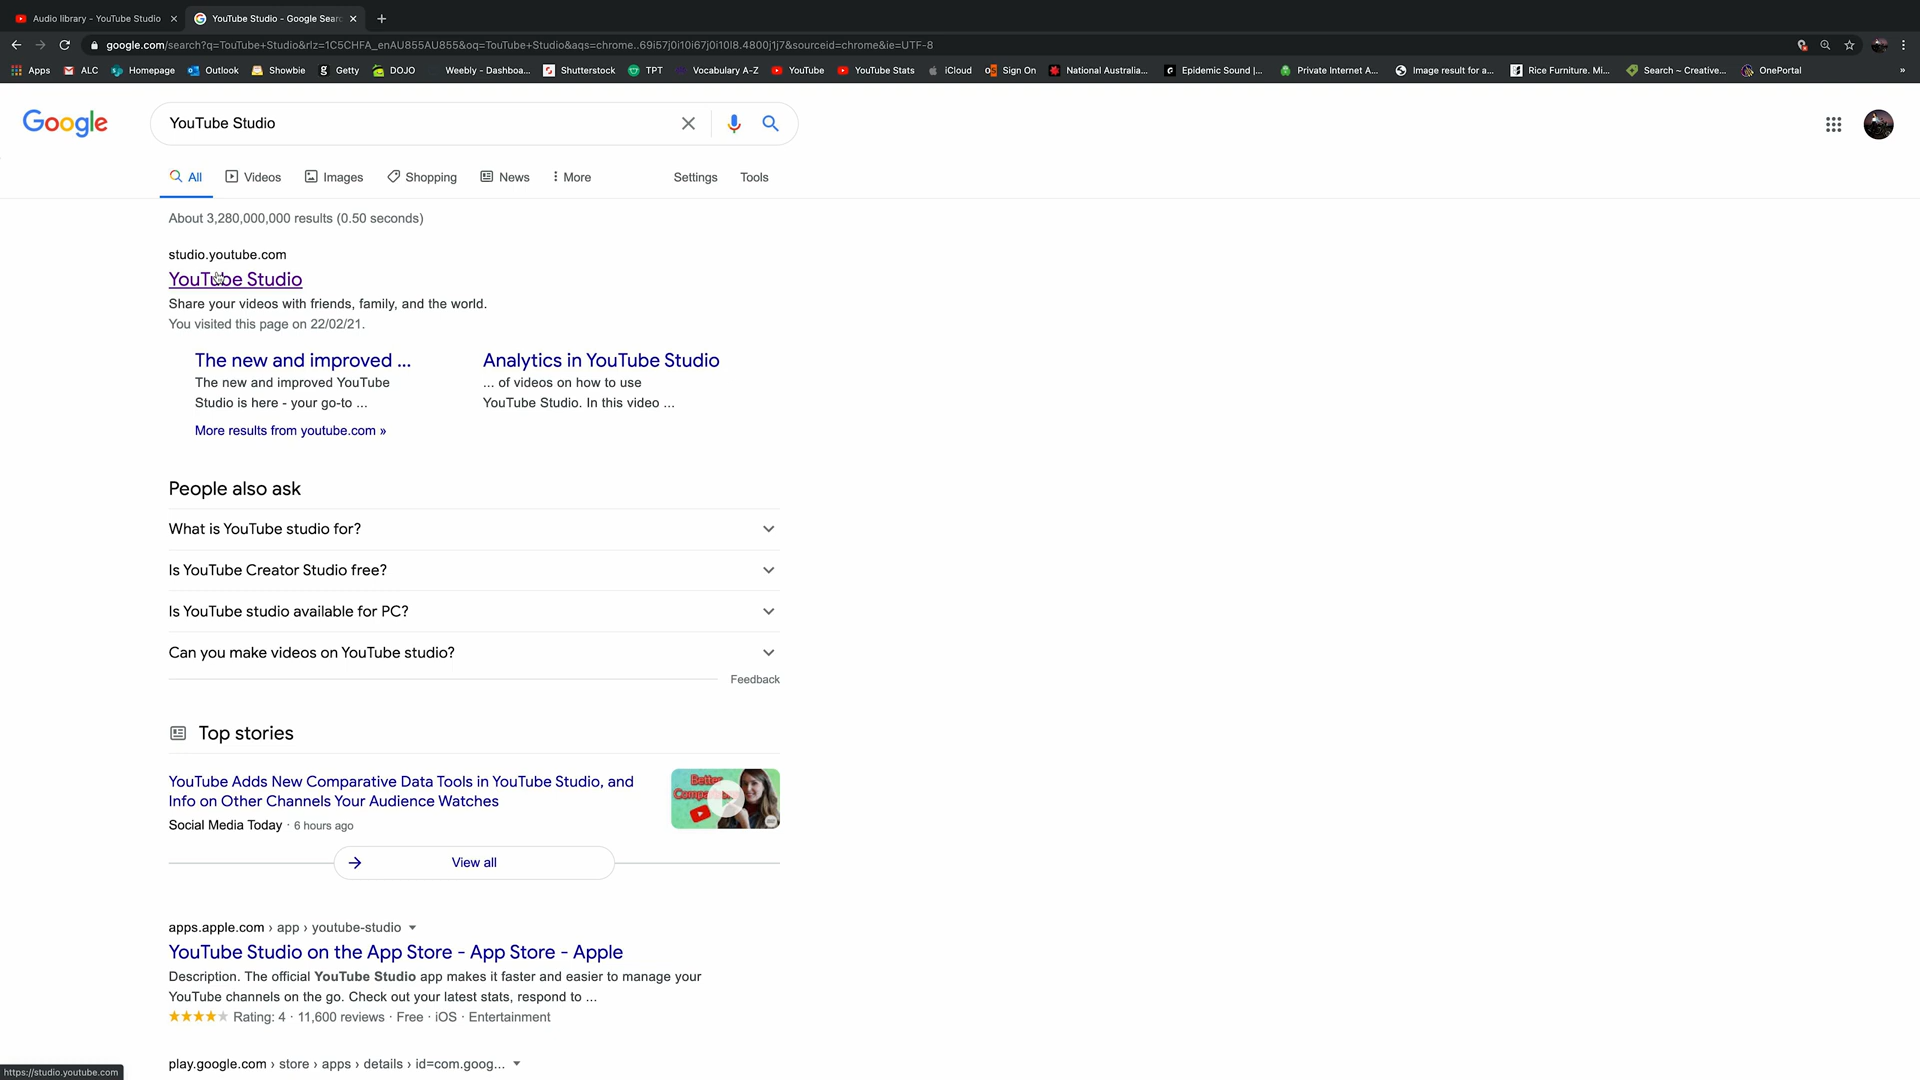 Audio library - YouTube Studio
YouTube Studio - Google Sear
google.com/search?q=TouTube+Studio&rlz=1C5CHFA_enAU855AU855&oq=TouTube+Studio&aqs=chrome..69i57j0i10i67j0i10l8.4800j1j7&sourceid=chrome&ie=UTF-8
Apps ALC Homepage Outlook Showbie Getty DOJO Weebly - Dashboa... Shutterstock TPT Vocabulary A-Z YouTube YouTube Stats iCloud Sign On National Australia... Epidemic Sound |... Private Internet A... Image result for a... Rice Furniture. Mi... Search ~ Creative... OnePortal »
Google
YouTube Studio
All Videos Images Shopping News More Settings Tools
About 3,280,000,000 results (0.50 seconds)
studio.youtube.com
YouTube Studio
Share your videos with friends, family, and the world.
You visited this page on 22/02/21.
The new and improved ...
The new and improved YouTube
Studio is here - your go-to ...
Analytics in YouTube Studio
... of videos on how to use
YouTube Studio. In this video ...
More results from youtube.com »
People also ask
What is YouTube studio for?
Is YouTube Creator Studio free?
Is YouTube studio available for PC?
Can you make videos on YouTube studio?
Feedback
Top stories
YouTube Adds New Comparative Data Tools in YouTube Studio, and
Info on Other Channels Your Audience Watches
Social Media Today · 6 hours ago
Better
View all
apps.apple.com › app › youtube-studio
YouTube Studio on the App Store - App Store - Apple
Description. The official YouTube Studio app makes it faster and easier to manage your
YouTube channels on the go. Check out your latest stats, respond to ...
Rating: 4 · 11,600 reviews · Free · iOS · Entertainment
play.google.com › store › apps › details › id=com.goog...
https://studio.youtube.com